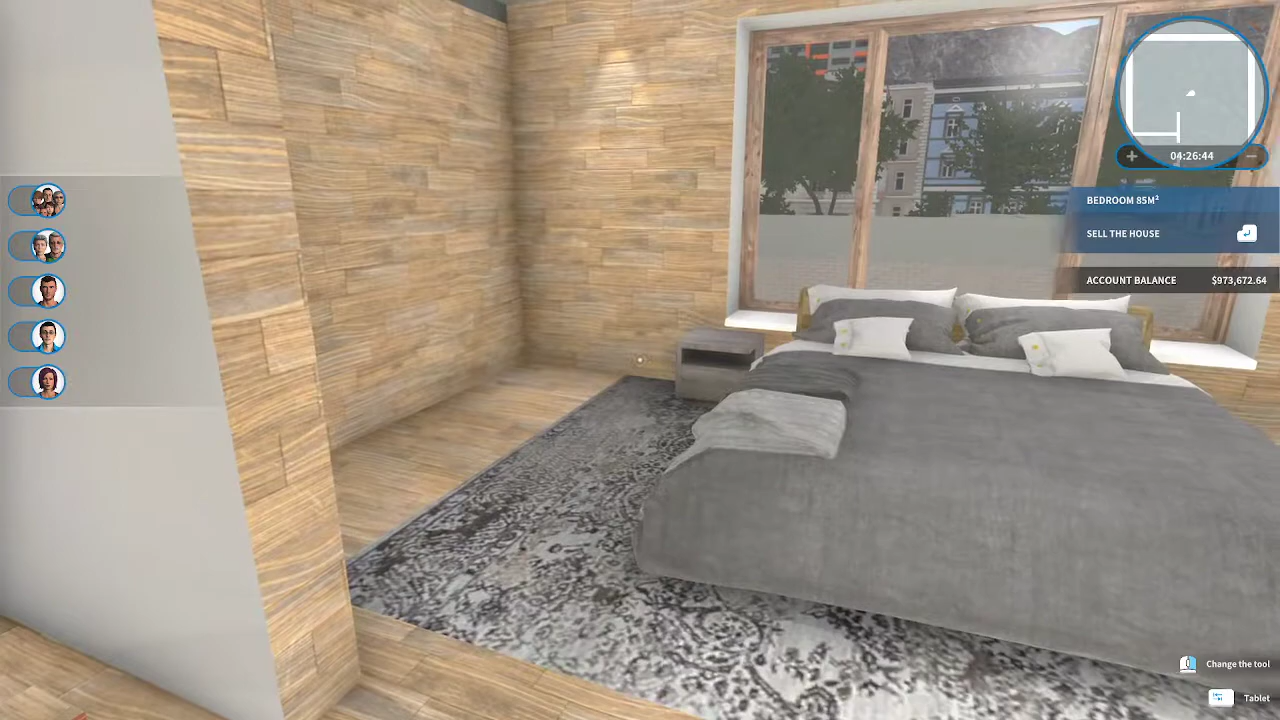 04:26:44
BEDROOM 85M²
SELL THE HOUSE
ACCOUNT BALANCE $973,672.64
Change the tool
Tablet